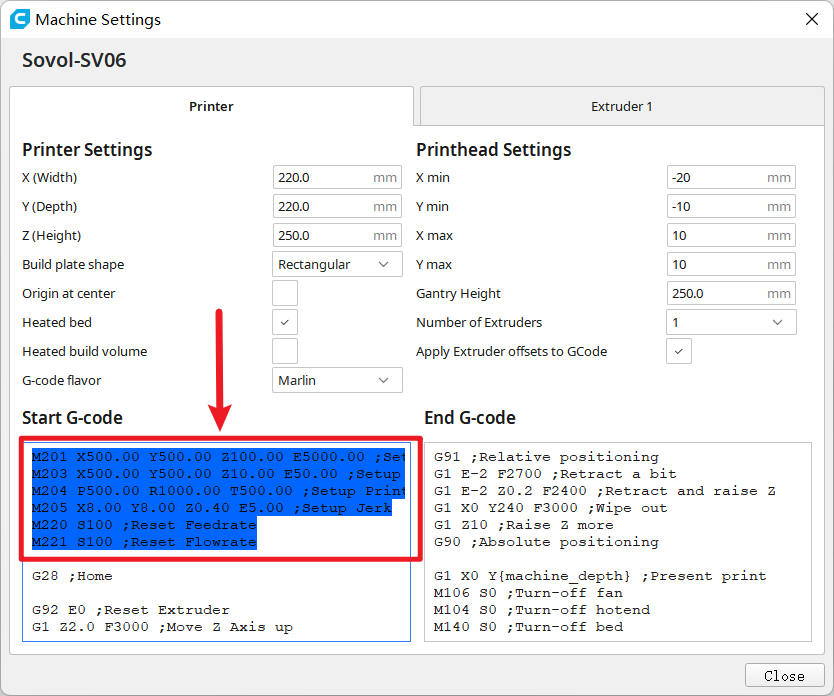 Machine Settings
Sovol-SV06
Printer
Extruder 1
Printer Settings
X (Width)
220.0 mm
Y (Depth)
220.0 mm
Z (Height)
250.0 mm
Build plate shape
Rectangular
Origin at center
Heated bed
Heated build volume
G-code flavor
Marlin
Printhead Settings
X min
-20 mm
Y min
-10 mm
X max
10 mm
Y max
10 mm
Gantry Height
250.0 mm
Number of Extruders
1
Apply Extruder offsets to GCode
Start G-code
M201 X500.00 Y500.00 Z100.00 E5000.00 ;Set
M203 X500.00 Y500.00 Z10.00 E50.00 ;Setup
M204 P500.00 R1000.00 T500.00 ;Setup Print
M205 X8.00 Y8.00 Z0.40 E5.00 ;Setup Jerk
M220 S100 ;Reset Feedrate
M221 S100 ;Reset Flowrate
G28 ;Home
G92 E0 ;Reset Extruder
G1 Z2.0 F3000 ;Move Z Axis up
End G-code
G91 ;Relative positioning
G1 E-2 F2700 ;Retract a bit
G1 E-2 Z0.2 F2400 ;Retract and raise Z
G1 X0 Y240 F3000 ;Wipe out
G1 Z10 ;Raise Z more
G90 ;Absolute positioning
G1 X0 Y{machine_depth} ;Present print
M106 S0 ;Turn-off fan
M104 S0 ;Turn-off hotend
M140 S0 ;Turn-off bed
Close